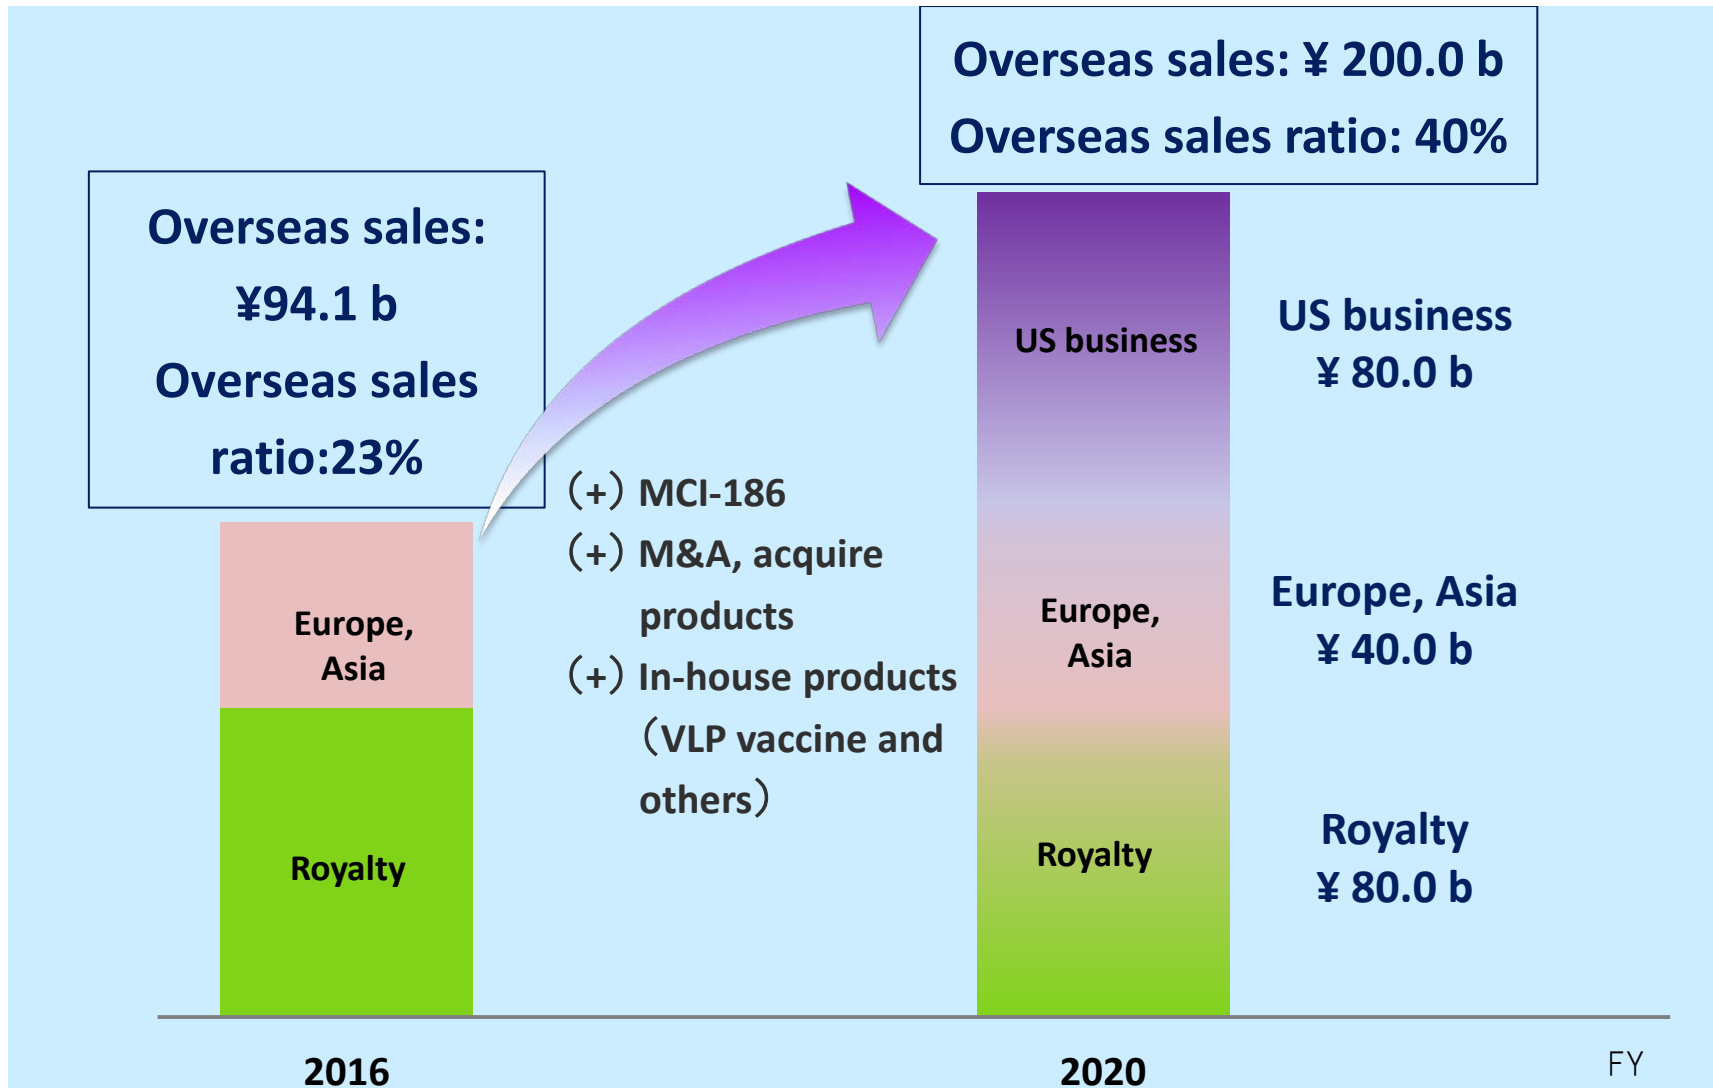 Overseas sales: ¥ 200.0 b
Overseas sales ratio: 40%
Overseas sales:
¥94.1 b
Overseas sales
ratio:23%
US business
US business
¥ 80.0 b
（+）MCI-186
（+）M&A, acquire
products
（+）In-house products
（VLP vaccine and
others）
Europe,
Asia
Europe,
Asia
Europe, Asia
¥ 40.0 b
Royalty
Royalty
Royalty
¥ 80.0 b
2016
2020
FY